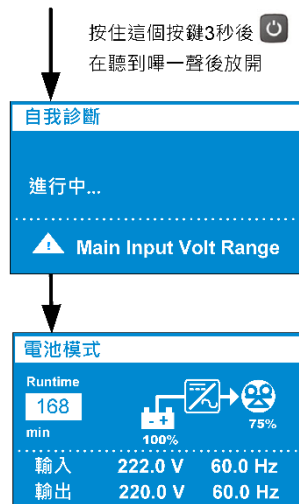 按住這個按鍵3秒後
在聽到嗶一聲後放開
自我診斷
進行中...
Main Input Volt Range
電池模式
Runtime
168
min
100%
75%
輸入 222.0 V 60.0 Hz
輸出 220.0 V 60.0 Hz